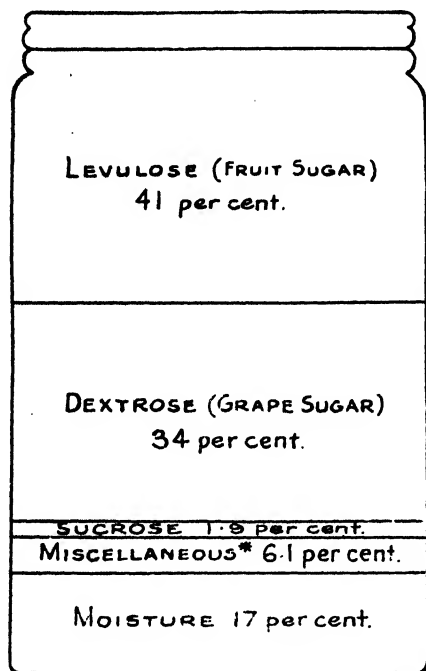 LEVULOSE (FRUIT SUGAR)
41 per cent.
DEXTROSE (GRAPE SUGAR)
34 per cent.
SUCROSE 1.9 per cent.
MISCELLANEOUS* 6.1 per cent.
MOISTURE 17 per cent.